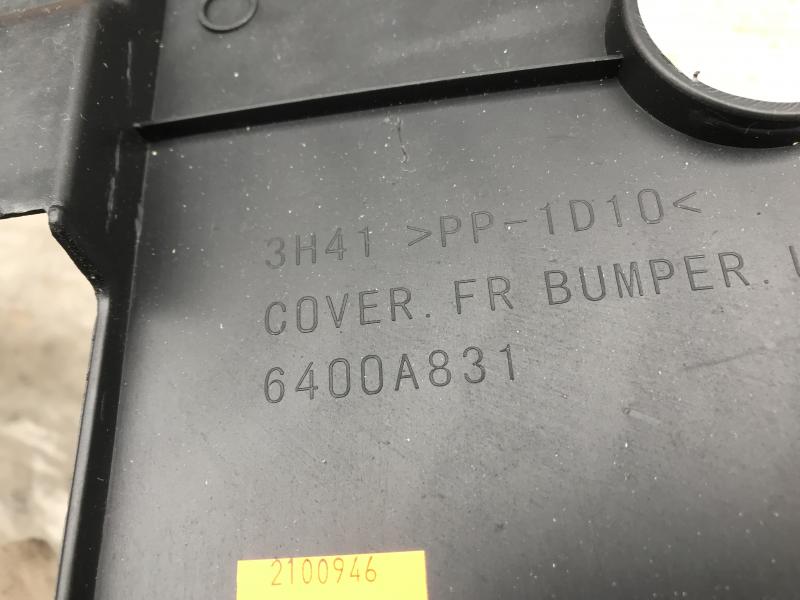 3H41 >PP-1D10<
COVER. FR BUMPER.
6400A831
2100946